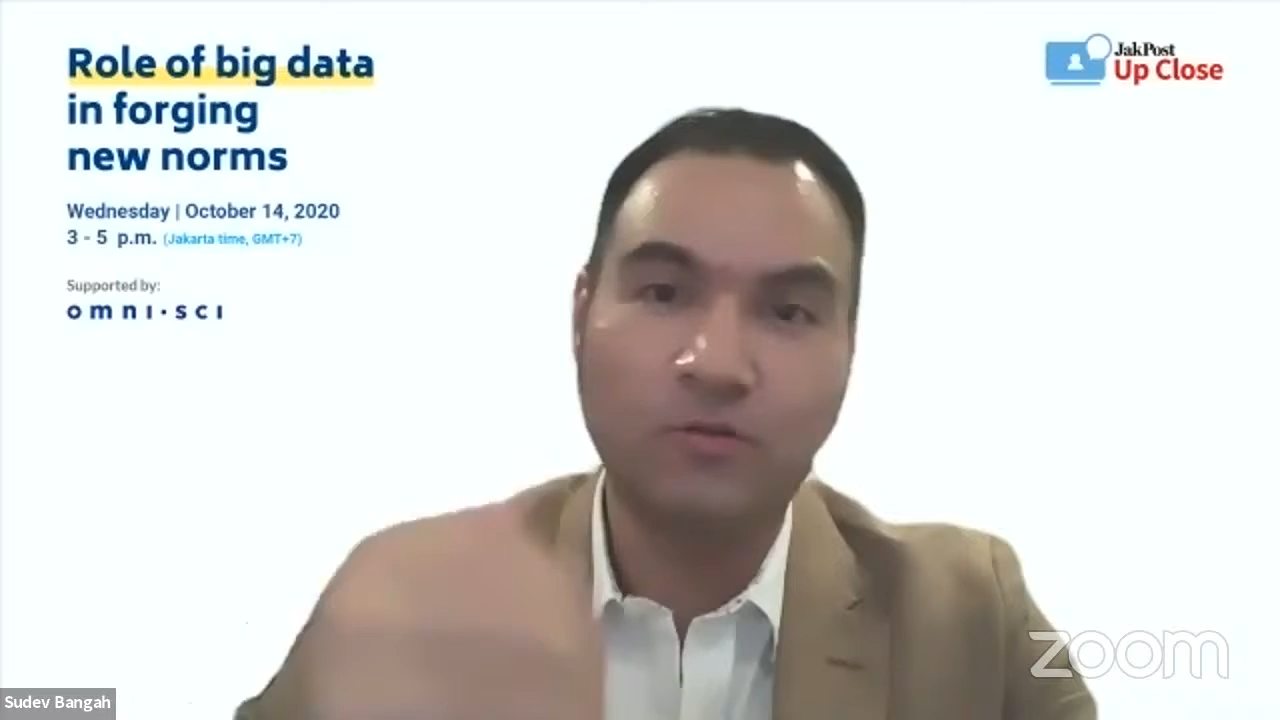 Role of big data
in forging
new norms
Wednesday | October 14, 2020
3 - 5 p.m. (Jakarta time, GMT+7)
Supported by:
omni·sci
JakPost
Up Close
zoom
Sudev Bangah